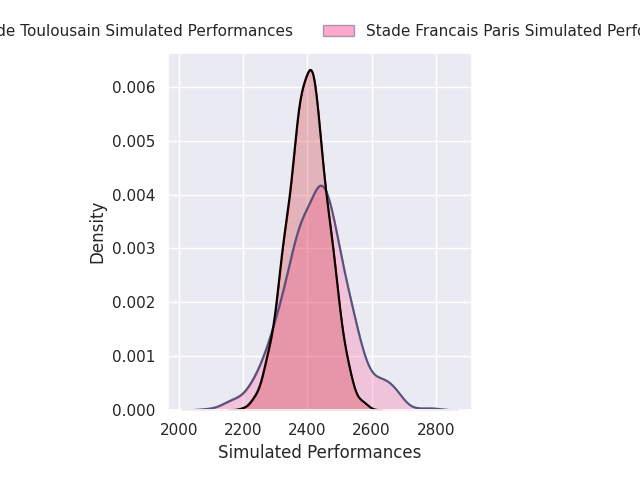 de Toulousain Simulated Performances
Stade Francais Paris Simulated Perfo
0.006
0.005
0.004
0.003
0.002
0.001
0.000
Density
2000 2200 2400 2600 2800
Simulated Performances